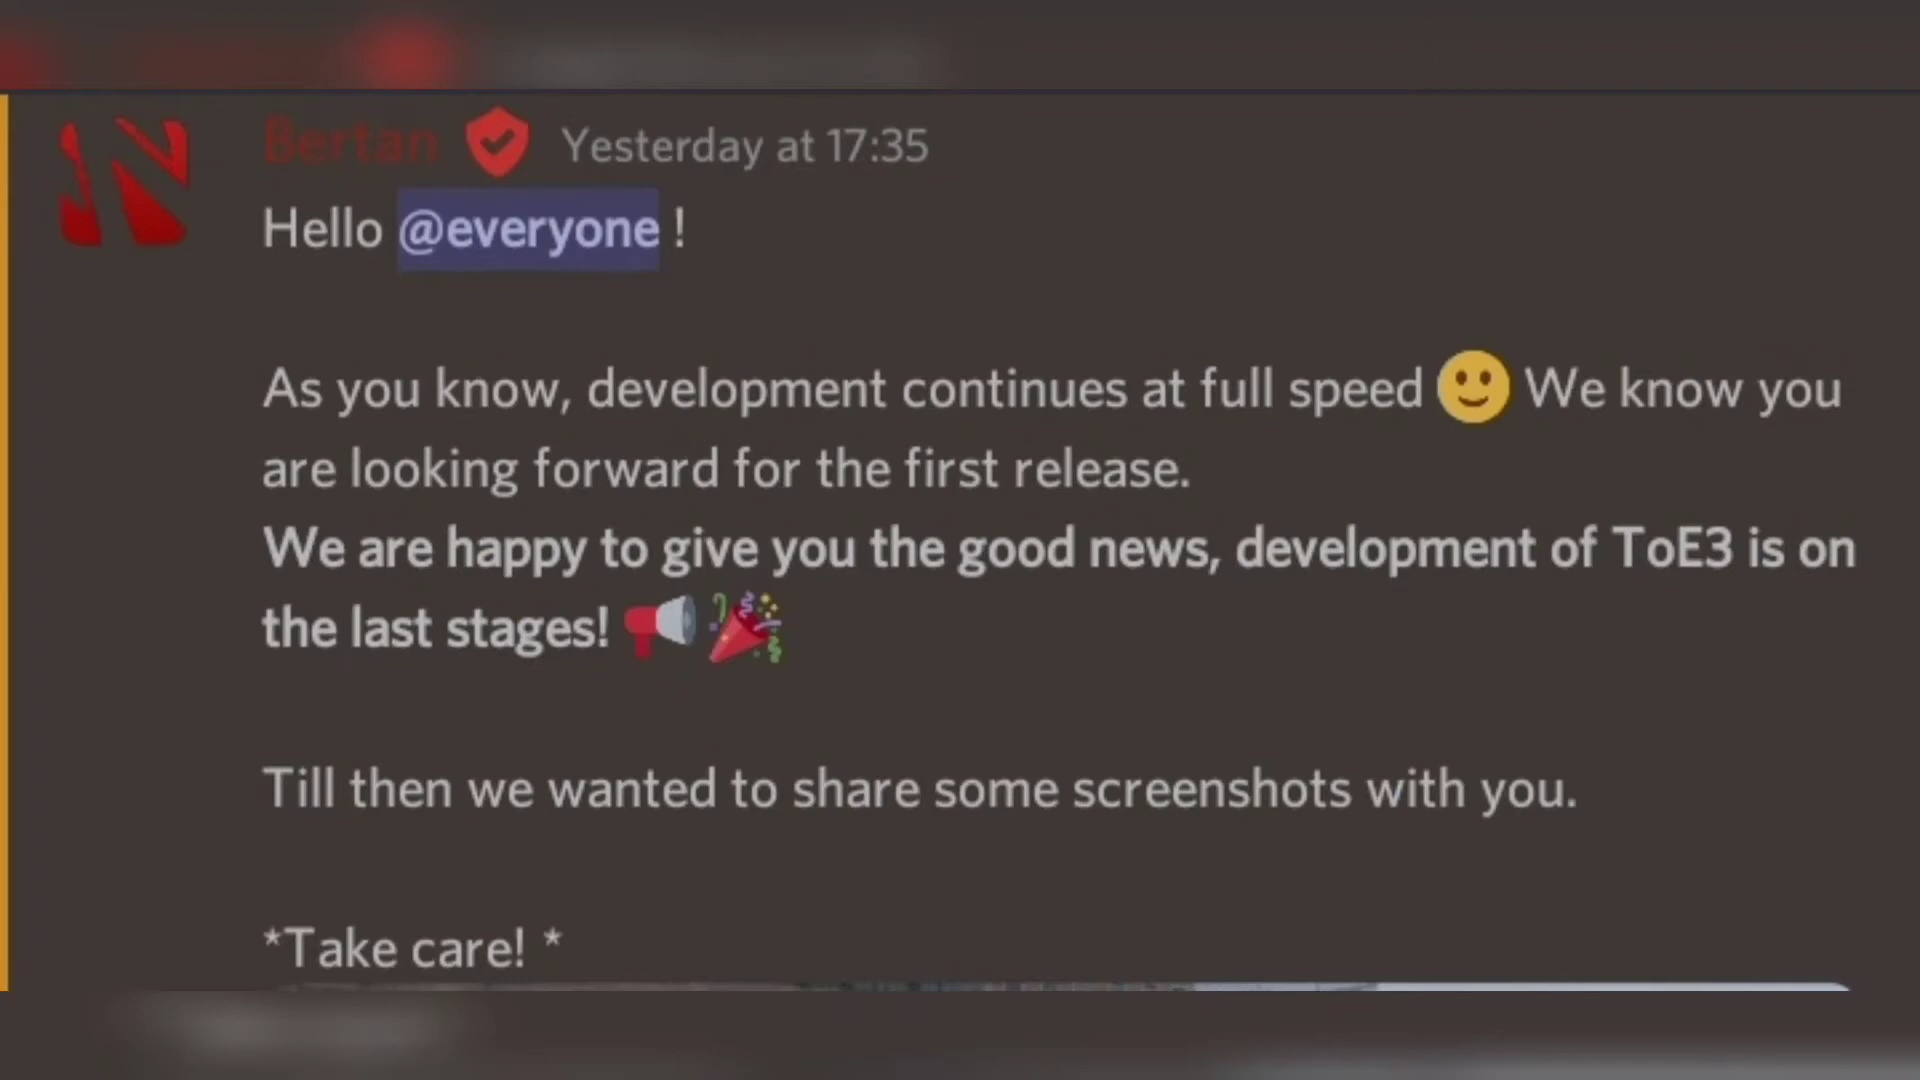 Bertan Yesterday at 17:35
Hello @everyone !
As you know, development continues at full speed 🙂 We know you
are looking forward for the first release.
We are happy to give you the good news, development of ToE3 is on
the last stages! 📢🎉
Till then we wanted to share some screenshots with you.
*Take care! *